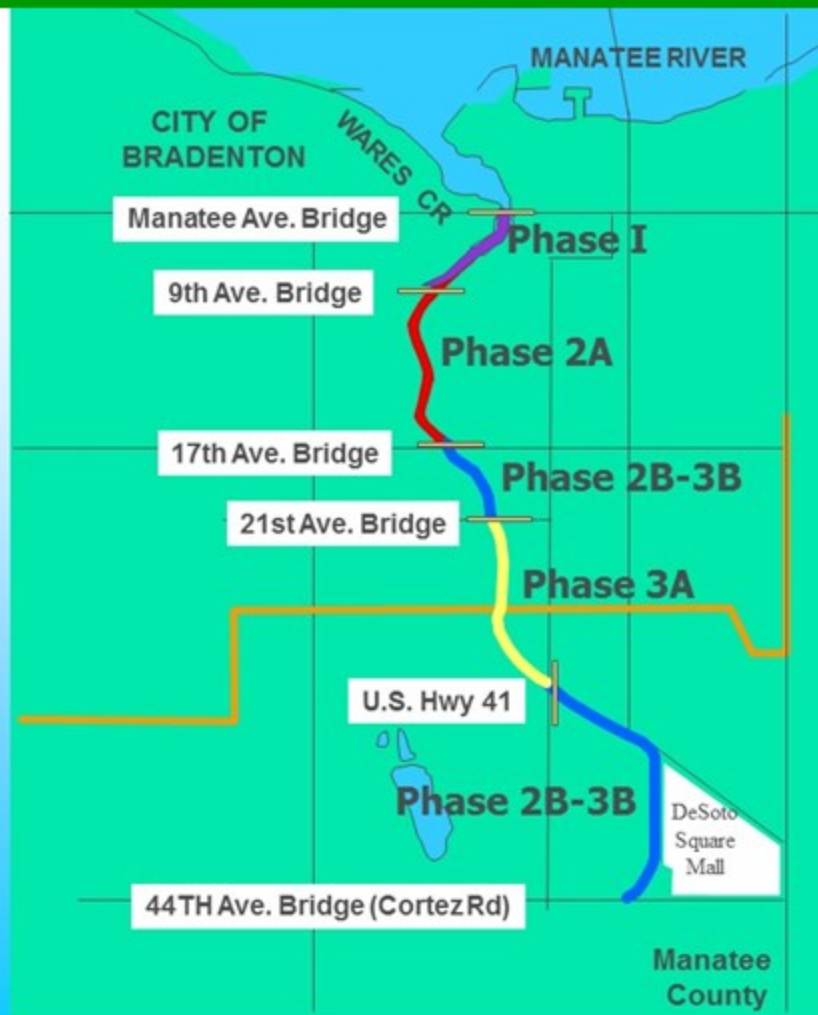 MANATEE RIVER
CITY OF
BRADENTON
WARES CR
Manatee Ave. Bridge
Phase I
9th Ave. Bridge
Phase 2A
17th Ave. Bridge
Phase 2B-3B
21st Ave. Bridge
Phase 3A
U.S. Hwy 41
Phase 2B-3B
DeSoto
Square
Mall
44TH Ave. Bridge (Cortez Rd)
Manatee
County